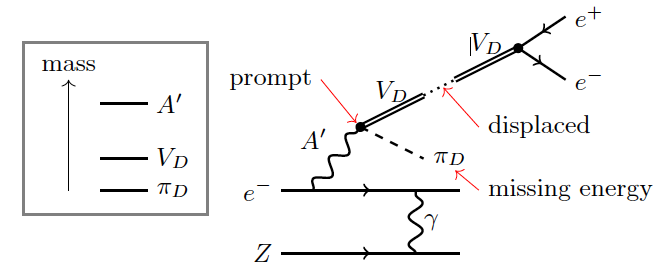 mass
A′
V_D
π_D
e⁺
V_D
e⁻
prompt
V_D
displaced
A′
π_D
missing energy
e⁻
γ
Z